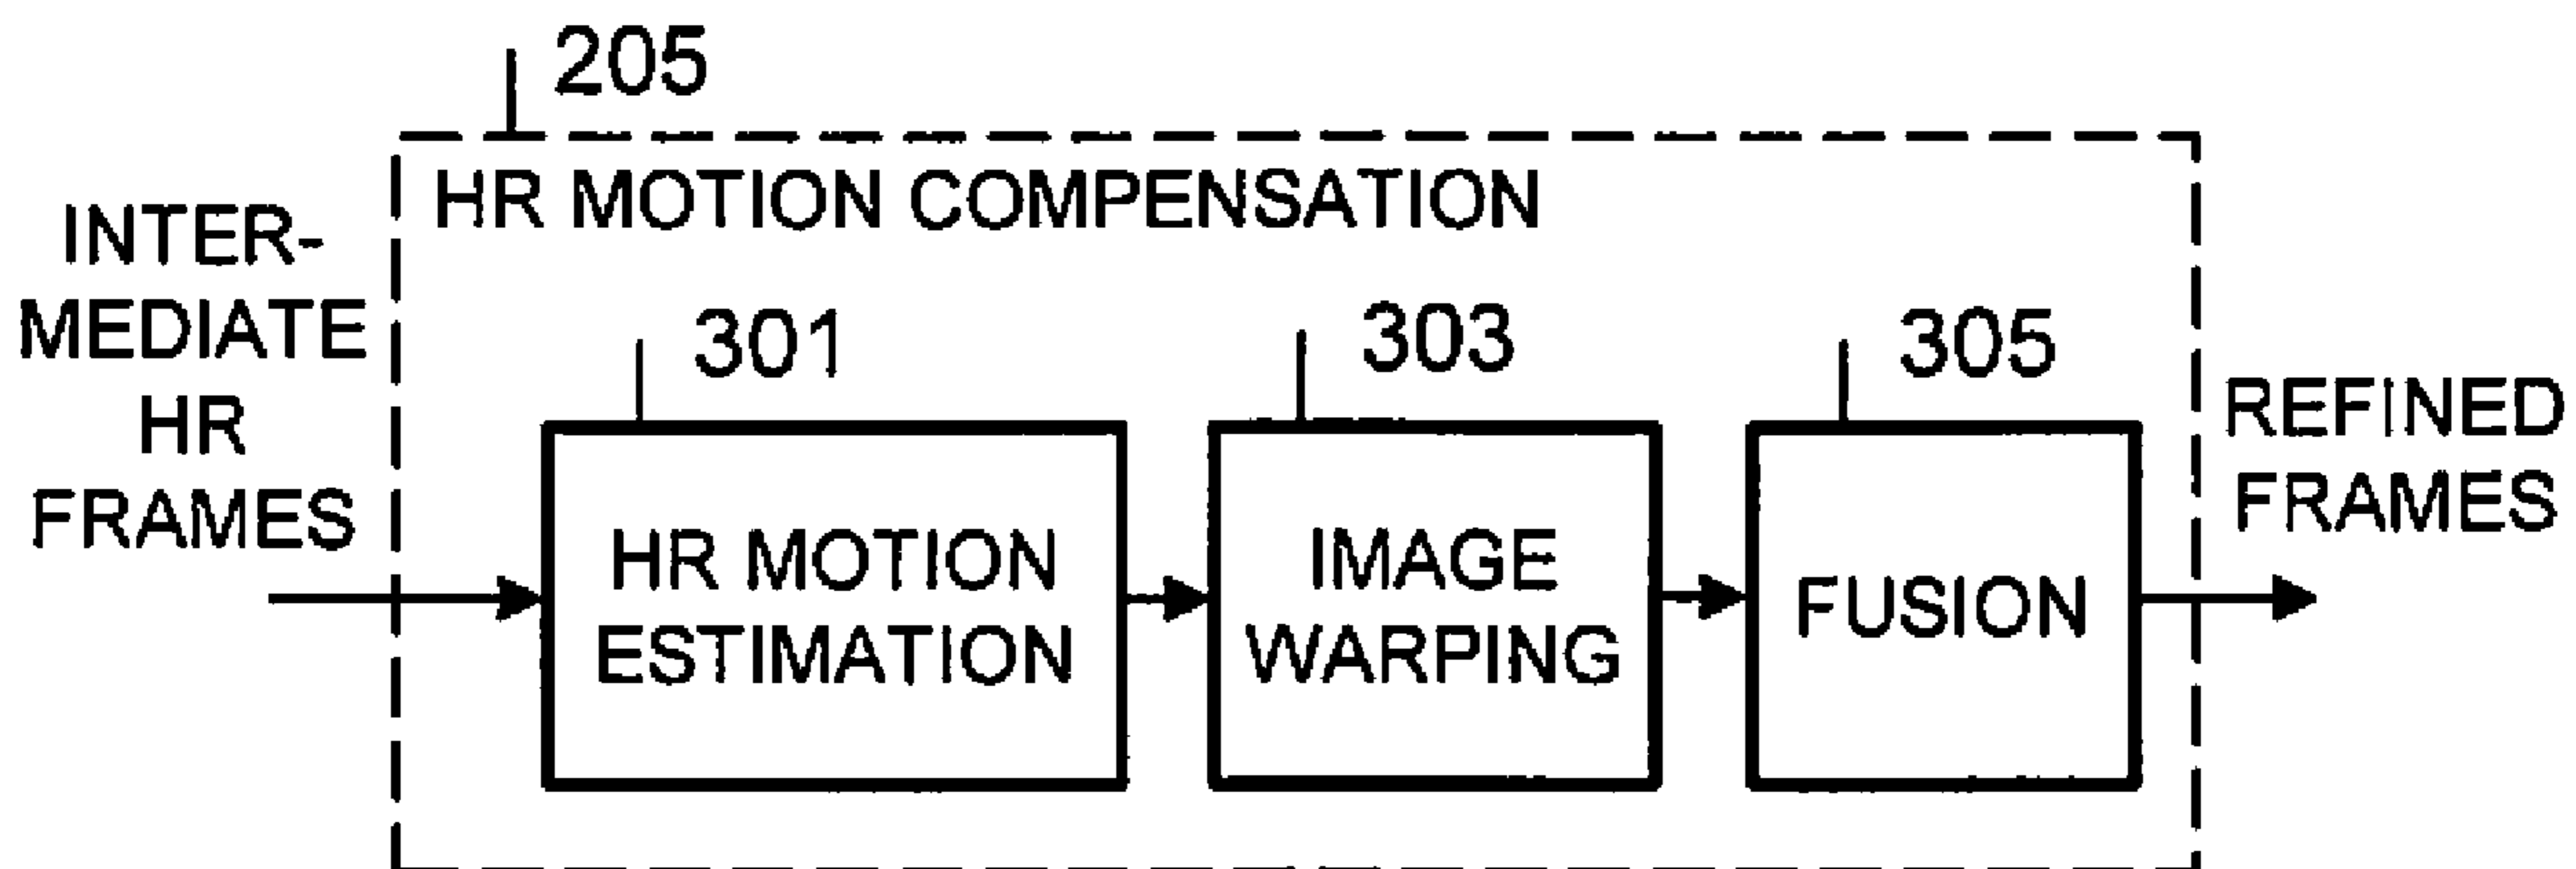 205
HR MOTION COMPENSATION
INTER-
MEDIATE
HR
FRAMES
301
HR MOTION
ESTIMATION
303
IMAGE
WARPING
305
FUSION
REFINED
FRAMES